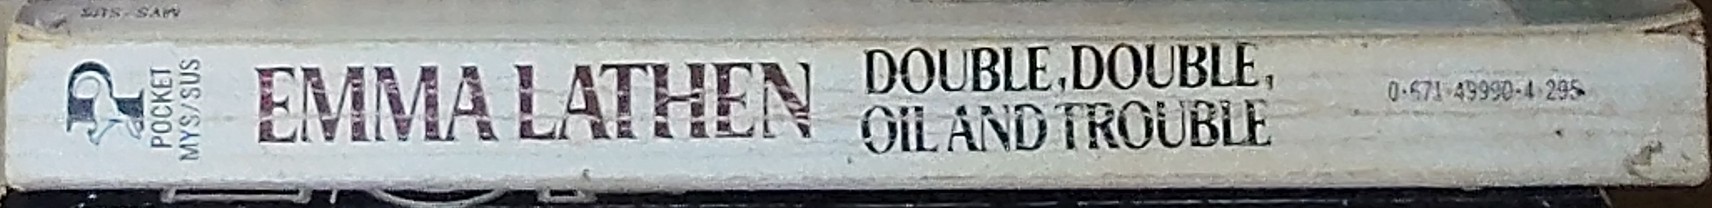 P
POCKET
MYS/SUS
EMMA LATHEN
DOUBLE, DOUBLE,
OIL AND TROUBLE
0·671·49990·4·295